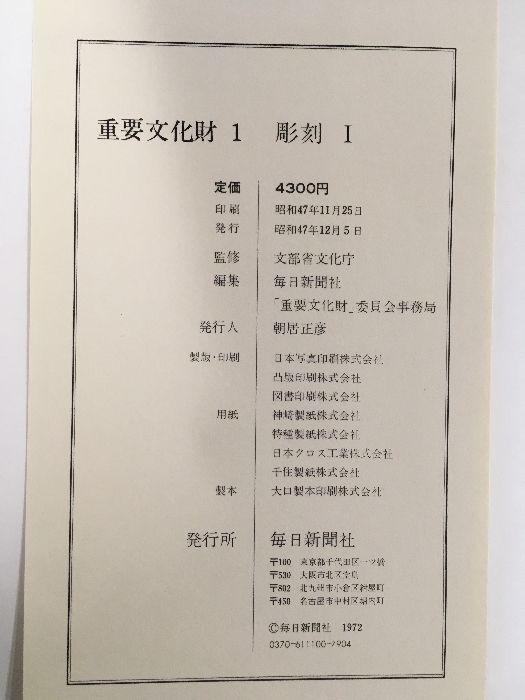 重要文化財 1 彫刻 I
定価 4300円
印刷 昭和47年11月25日
発行 昭和47年12月5日
監修 文部省文化庁
編集 毎日新聞社
「重要文化財」委員会事務局
発行人 朝居正彦
製版・印刷 日本写真印刷株式会社
凸版印刷株式会社
図書印刷株式会社
用紙 神崎製紙株式会社
特種製紙株式会社
日本クロス工業株式会社
千住製紙株式会社
製本 大口製本印刷株式会社
発行所 毎日新聞社
〒100 東京都千代田区一ツ橋
〒530 大阪市北区堂島
〒802 北九州市小倉区紺屋町
〒450 名古屋市中村区堀内町
©毎日新聞社 1972
0370-611100-7904